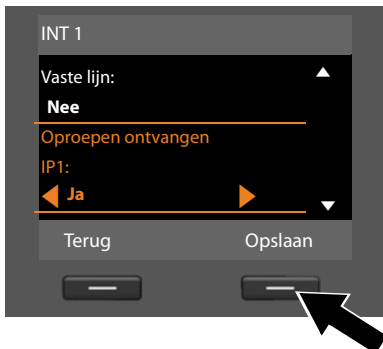 INT 1
Vaste lijn:
Nee
Oproepen ontvangen
IP1:
Ja
Terug Opslaan